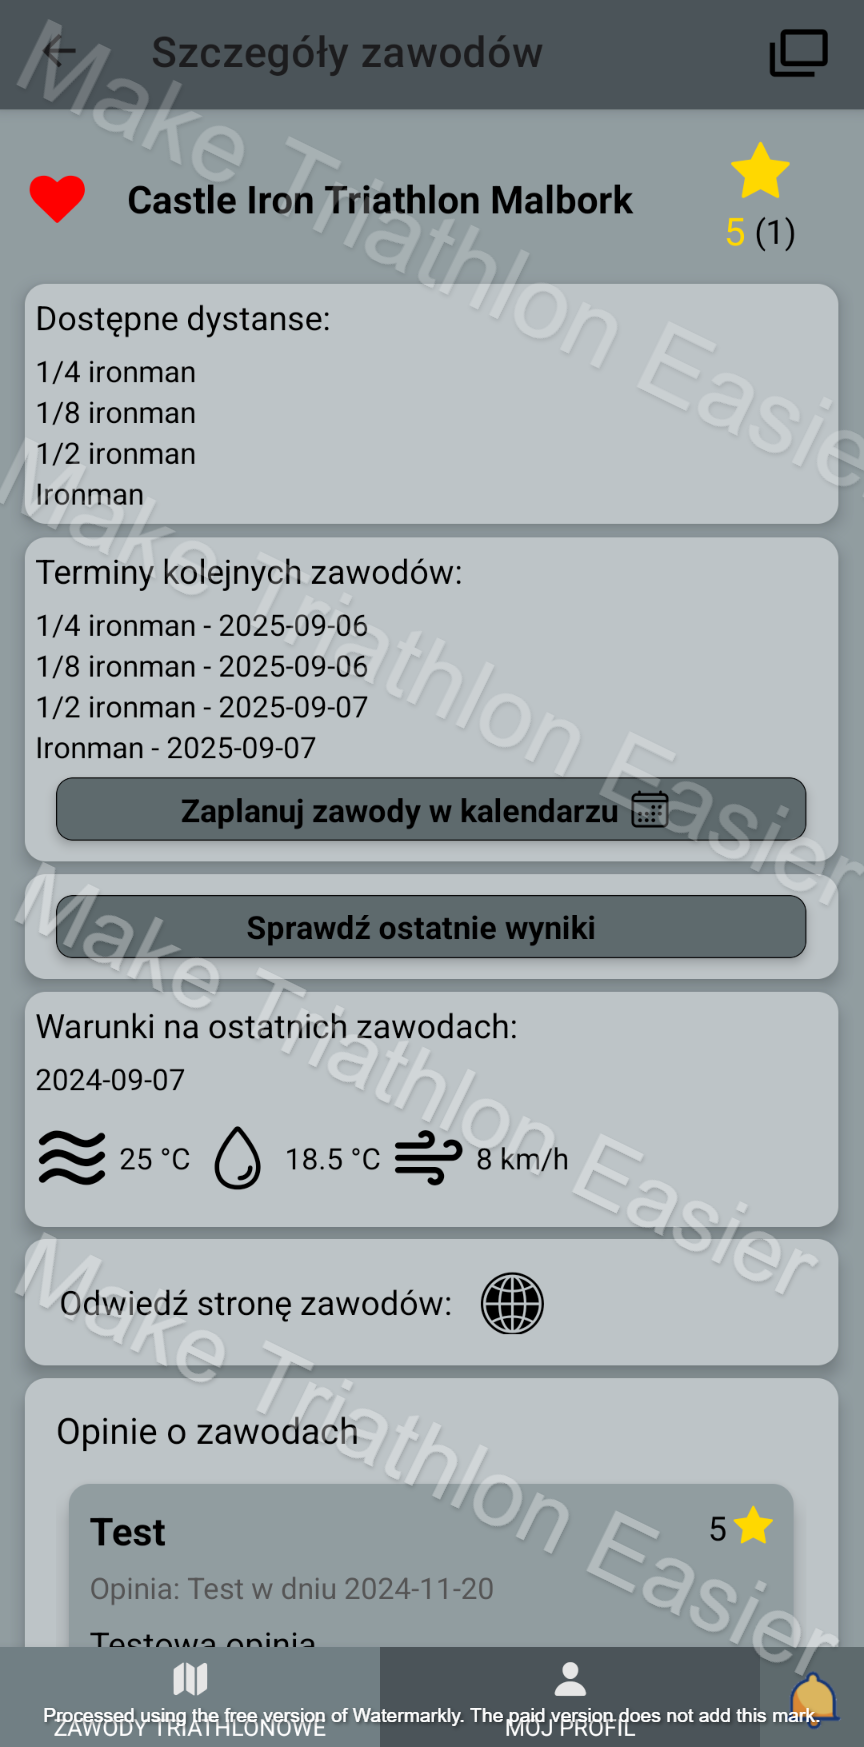 Szczegóły zawodów
Castle Iron Triathlon Malbork
5 (1)
Dostępne dystanse:
1/4 ironman
1/8 ironman
1/2 ironman
Ironman
Terminy kolejnych zawodów:
1/4 ironman - 2025-09-06
1/8 ironman - 2025-09-06
1/2 ironman - 2025-09-07
Ironman - 2025-09-07
Zaplanuj zawody w kalendarzu
Sprawdź ostatnie wyniki
Warunki na ostatnich zawodach:
2024-09-07
25 °C 18.5 °C 8 km/h
Odwiedź stronę zawodów:
Opinie o zawodach
Test 5
Opinia: Test w dniu 2024-11-20
Testowa opinia
Processed using the free version of Watermarkly. The paid version does not add this mark.
ZAWODY TRIATHLONOWE MÓJ PROFIL
Make Triathlon Easier
Make Triathlon Easier
Make Triathlon Easier
Make Triathlon Easier